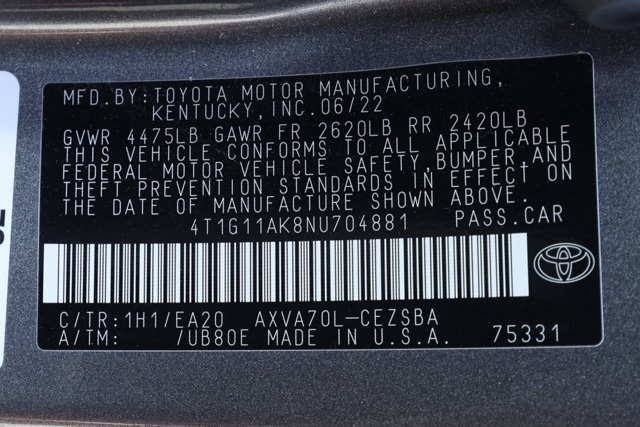 MFD.BY:TOYOTA MOTOR MANUFACTURING,
KENTUCKY,INC.06/22
GVWR 4475LB GAWR FR 2620LB RR 2420LB
THIS VEHICLE CONFORMS TO ALL APPLICABLE
FEDERAL MOTOR VEHICLE SAFETY,BUMPER,AND
THEFT PREVENTION STANDARDS IN EFFECT ON
THE DATE OF MANUFACTURE SHOWN ABOVE.
4T1G11AK8NU704881 PASS.CAR
C/TR:1H1/EA20 AXVA70L-CEZSBA
A/TM: /UB80E MADE IN U.S.A. 75331